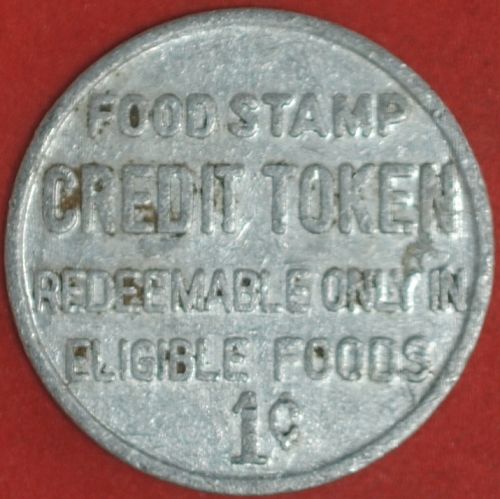 FOOD STAMP
CREDIT TOKEN
REDEEMABLE ONLY IN
ELIGIBLE FOODS
1¢